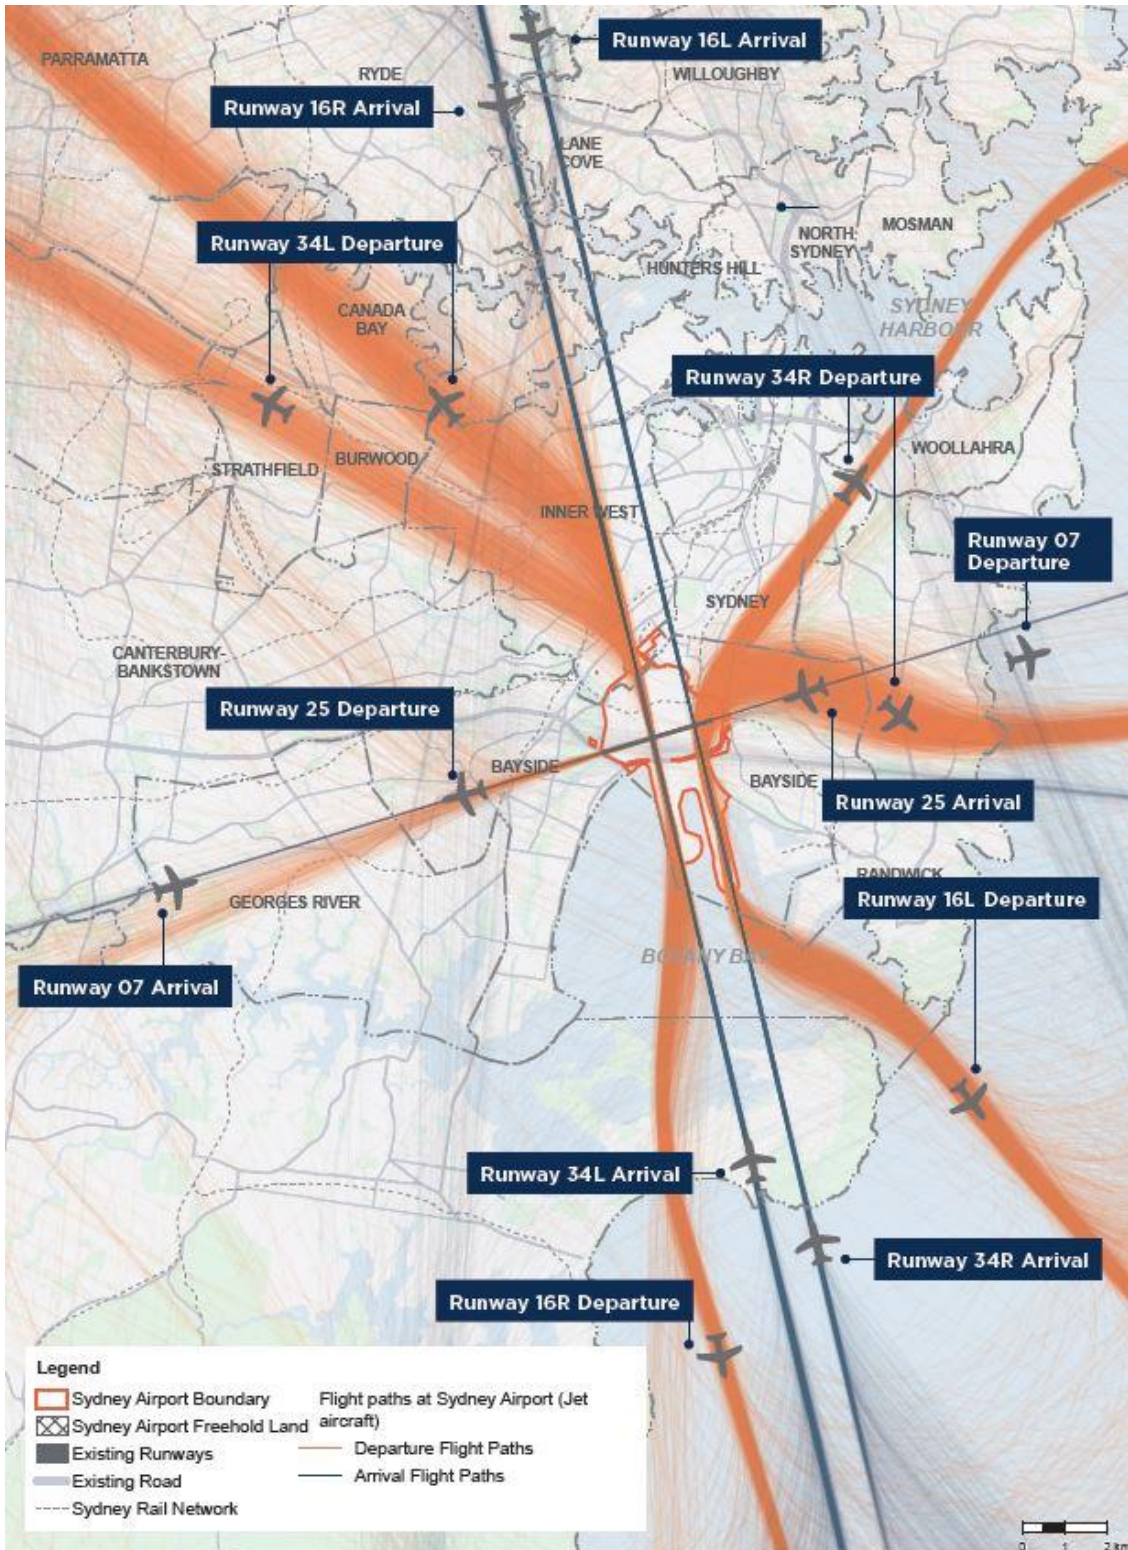 Runway 16L Arrival
PARRAMATTA
RYDE
WILLOUGHBY
Runway 16R Arrival
LANE
COVE
MOSMAN
Runway 34L Departure
NORTH
SYDNEY
HUNTERS HILL
CANADA
BAY
SYDNEY
HARBOUR
Runway 34R Departure
WOOLLAHRA
BURWOOD
STRATHFIELD
INNER WEST
Runway 07
Departure
SYDNEY
CANTERBURY-
BANKSTOWN
Runway 25 Departure
BAYSIDE
BAYSIDE
Runway 25 Arrival
RANDWICK
GEORGES RIVER
Runway 16L Departure
BOTANY BAY
Runway 07 Arrival
Runway 34L Arrival
Runway 34R Arrival
Runway 16R Departure
Legend
Sydney Airport Boundary
Sydney Airport Freehold Land
Existing Runways
Existing Road
Sydney Rail Network
Flight paths at Sydney Airport (Jet
aircraft)
Departure Flight Paths
Arrival Flight Paths
0 1 2 km